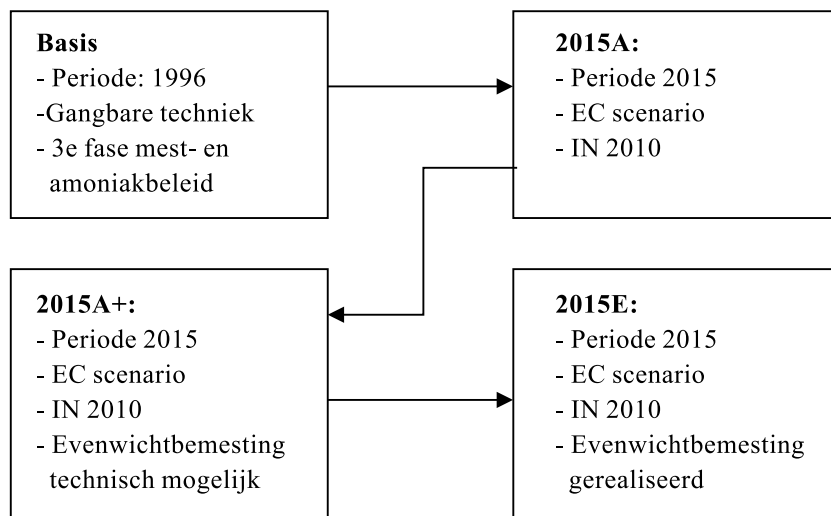 Basis
- Periode: 1996
-Gangbare techniek
- 3e fase mest- en
amoniakbeleid
2015A:
- Periode 2015
- EC scenario
- IN 2010
2015A+:
- Periode 2015
- EC scenario
- IN 2010
- Evenwichtbemesting
technisch mogelijk
2015E:
- Periode 2015
- EC scenario
- IN 2010
- Evenwichtbemesting
gerealiseerd